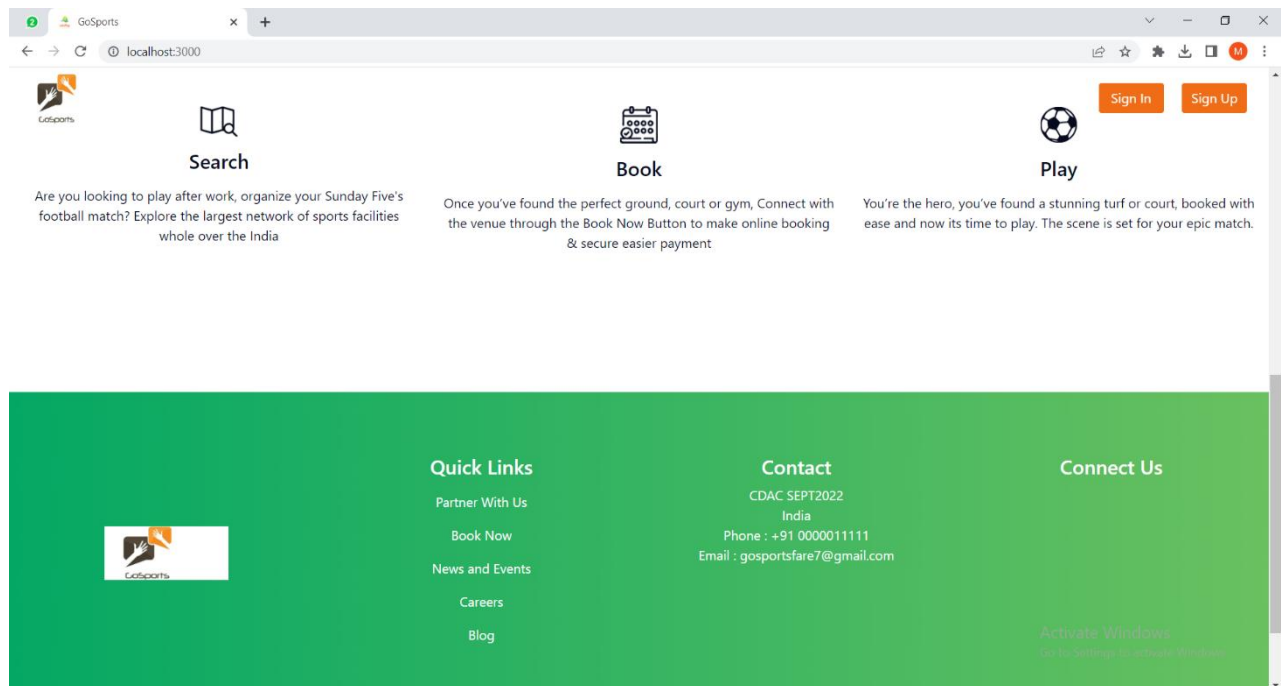 2
GoSports
localhost:3000
M
GoSports
Sign In
Sign Up
Search
Are you looking to play after work, organize your Sunday Five's
football match? Explore the largest network of sports facilities
whole over the India
Book
Once you've found the perfect ground, court or gym, Connect with
the venue through the Book Now Button to make online booking
& secure easier payment
Play
You're the hero, you've found a stunning turf or court, booked with
ease and now its time to play. The scene is set for your epic match.
GoSports
Quick Links
Partner With Us
Book Now
News and Events
Careers
Blog
Contact
CDAC SEPT2022
India
Phone : +91 0000011111
Email : gosportsfare7@gmail.com
Connect Us
Activate Windows
Go to Settings to activate Windows.